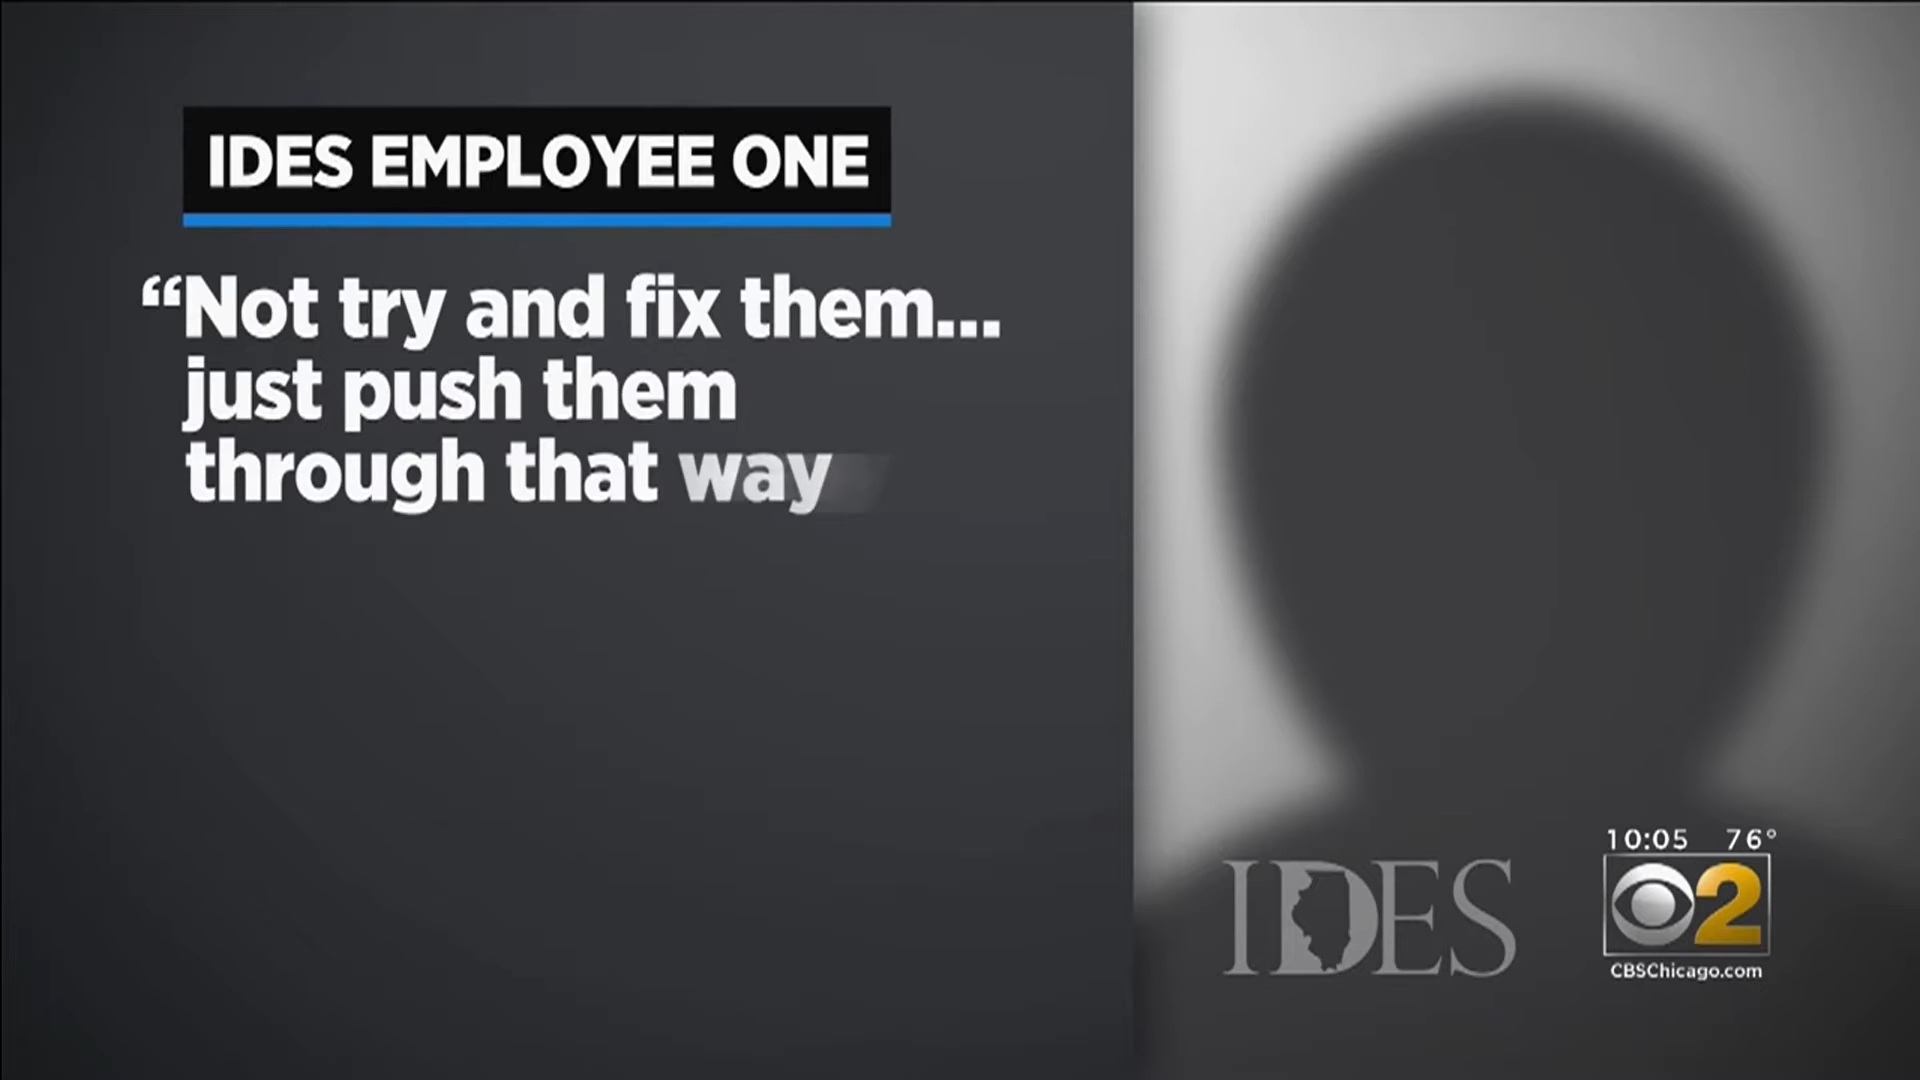 IDES EMPLOYEE ONE
“Not try and fix them...
just push them
through that way
IDES
10:05 76°
2
CBSChicago.com